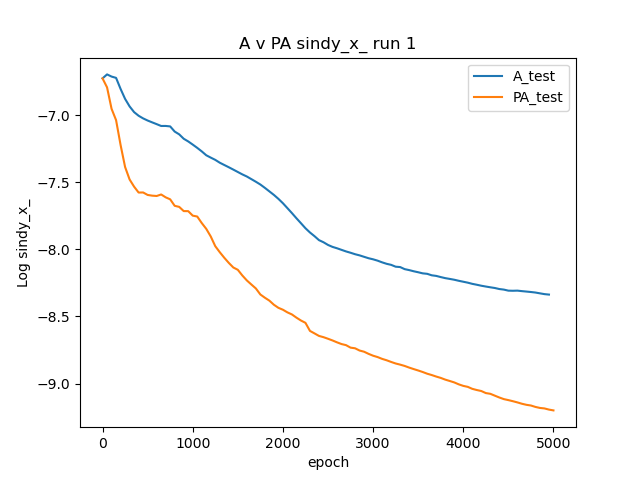 A v PA sindy_x_ run 1
A_test
PA_test
Log sindy_x_
−7.0
−7.5
−8.0
−8.5
−9.0
0 1000 2000 3000 4000 5000
epoch